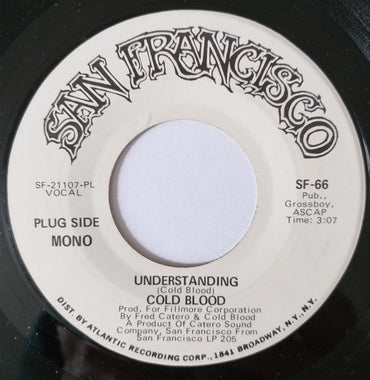 SAN FRANCISCO
SF-21107-PL
VOCAL
PLUG SIDE
MONO
SF-66
Pub.,
Grossboy,
ASCAP
Time: 3:07
UNDERSTANDING
(Cold Blood)
COLD BLOOD
Prod. For Fillmore Corporation
By Fred Catero & Cold Blood
A Product Of Catero Sound
Company, San Francisco From
San Francisco LP 205
DIST. BY ATLANTIC RECORDING CORP., 1841 BROADWAY, N.Y., N.Y.